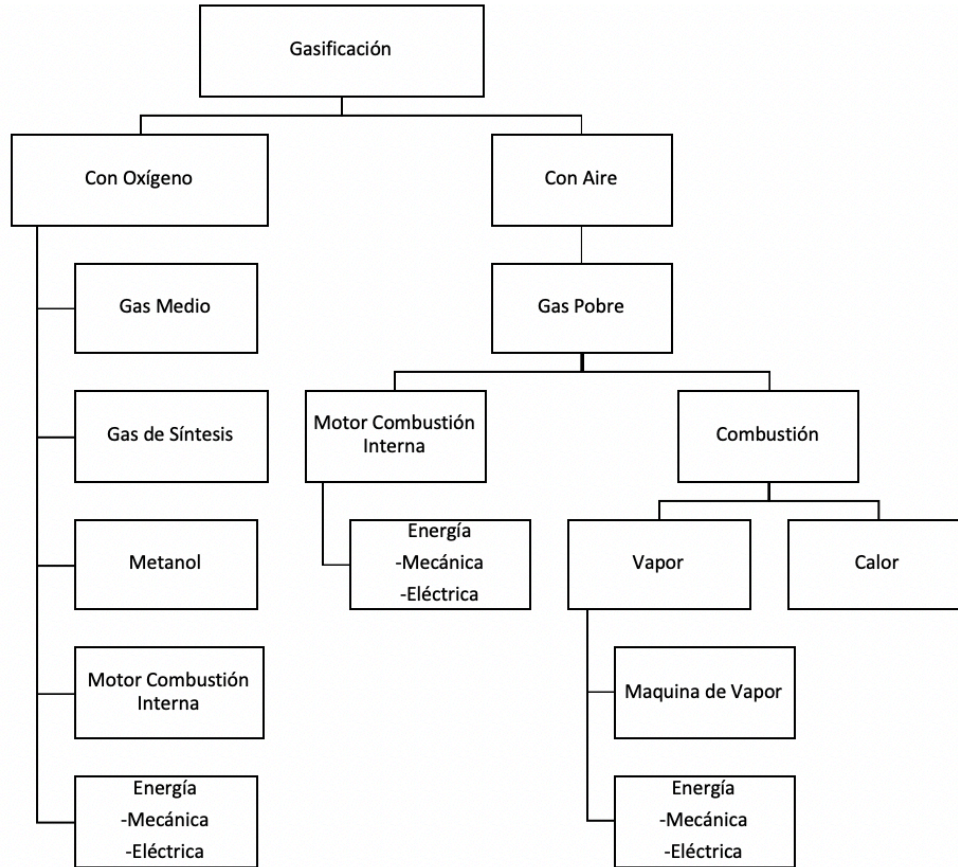 Gasificación
Con Oxígeno
Con Aire
Gas Medio
Gas Pobre
Gas de Síntesis
Motor Combustión
Interna
Combustión
Metanol
Energía
-Mecánica
-Eléctrica
Vapor
Calor
Motor Combustión
Interna
Maquina de Vapor
Energía
-Mecánica
-Eléctrica
Energía
-Mecánica
-Eléctrica